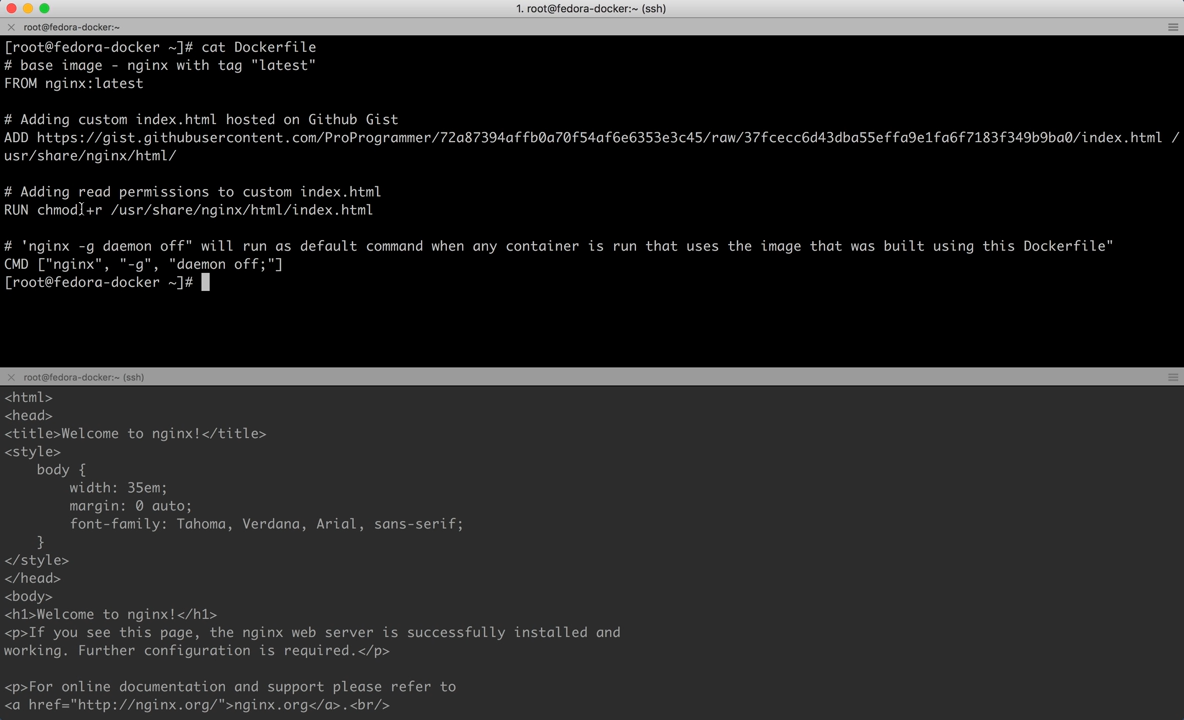 1. root@fedora-docker:~ (ssh)
root@fedora-docker:~
[root@fedora-docker ~]# cat Dockerfile
# base image - nginx with tag "latest"
FROM nginx:latest
# Adding custom index.html hosted on Github Gist
ADD https://gist.githubusercontent.com/ProProgrammer/72a87394affb0a70f54af6e6353e3c45/raw/37fcecc6d43dba55effa9e1fa6f7183f349b9ba0/index.html /
usr/share/nginx/html/
# Adding read permissions to custom index.html
RUN chmod +r /usr/share/nginx/html/index.html
# 'nginx -g daemon off" will run as default command when any container is run that uses the image that was built using this Dockerfile"
CMD ["nginx", "-g", "daemon off;"]
[root@fedora-docker ~]#
root@fedora-docker:~ (ssh)
<html>
<head>
<title>Welcome to nginx!</title>
<style>
    body {
        width: 35em;
        margin: 0 auto;
        font-family: Tahoma, Verdana, Arial, sans-serif;
    }
</style>
</head>
<body>
<h1>Welcome to nginx!</h1>
<p>If you see this page, the nginx web server is successfully installed and
working. Further configuration is required.</p>
<p>For online documentation and support please refer to
<a href="http://nginx.org/">nginx.org</a>.<br/>